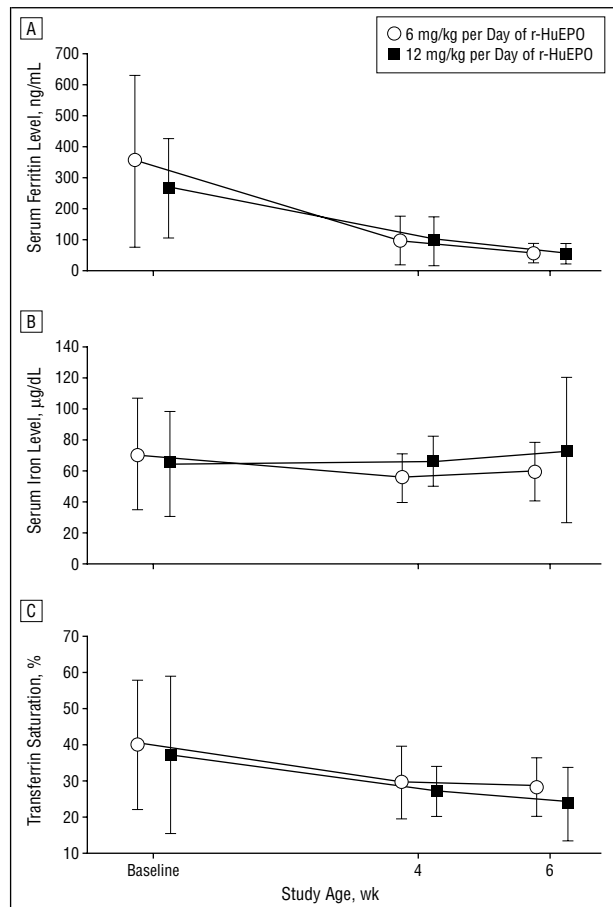 A
6 mg/kg per Day of r-HuEPO
12 mg/kg per Day of r-HuEPO
Serum Ferritin Level, ng/mL
700
600
500
400
300
200
100
0
B
Serum Iron Level, µg/dL
140
120
100
80
60
40
20
0
C
Transferrin Saturation, %
70
60
50
40
30
20
10
Baseline 4 6
Study Age, wk